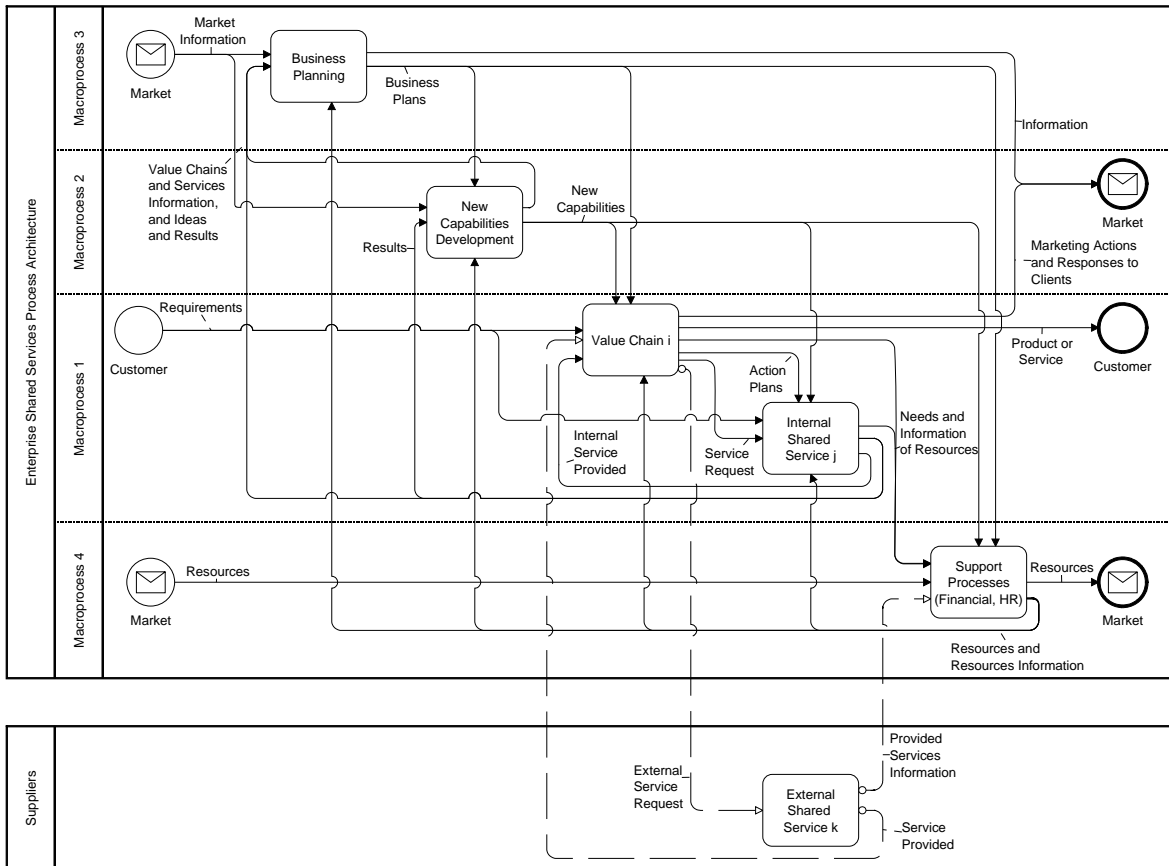 Enterprise Shared Services Process Architecture
Macroprocess 3
Market
Information
Market
Business
Planning
Business
Plans
Information
Macroprocess 2
Value Chains
and Services
Information,
and Ideas
and Results
New
Capabilities
Development
New
Capabilities
Results
Market
Marketing Actions
and Responses to
Clients
Macroprocess 1
Requirements
Customer
Value Chain i
Product or
Service
Customer
Action
Plans
Internal
Service
Provided
Service
Request
Internal
Shared
Service j
Needs and
Information
of Resources
Macroprocess 4
Resources
Market
Support
Processes
(Financial, HR)
Resources
Market
Resources and
Resources Information
Suppliers
External
Service
Request
External
Shared
Service k
Provided
Services
Information
Service
Provided